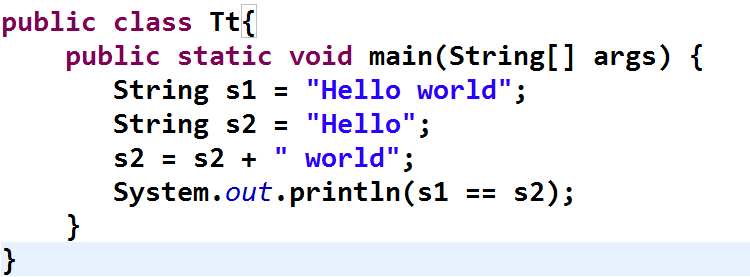 public class Tt{
public static void main(String[] args) {
String s1 = "Hello world";
String s2 = "Hello";
s2 = s2 + " world";
System.out.println(s1 == s2);
}
}